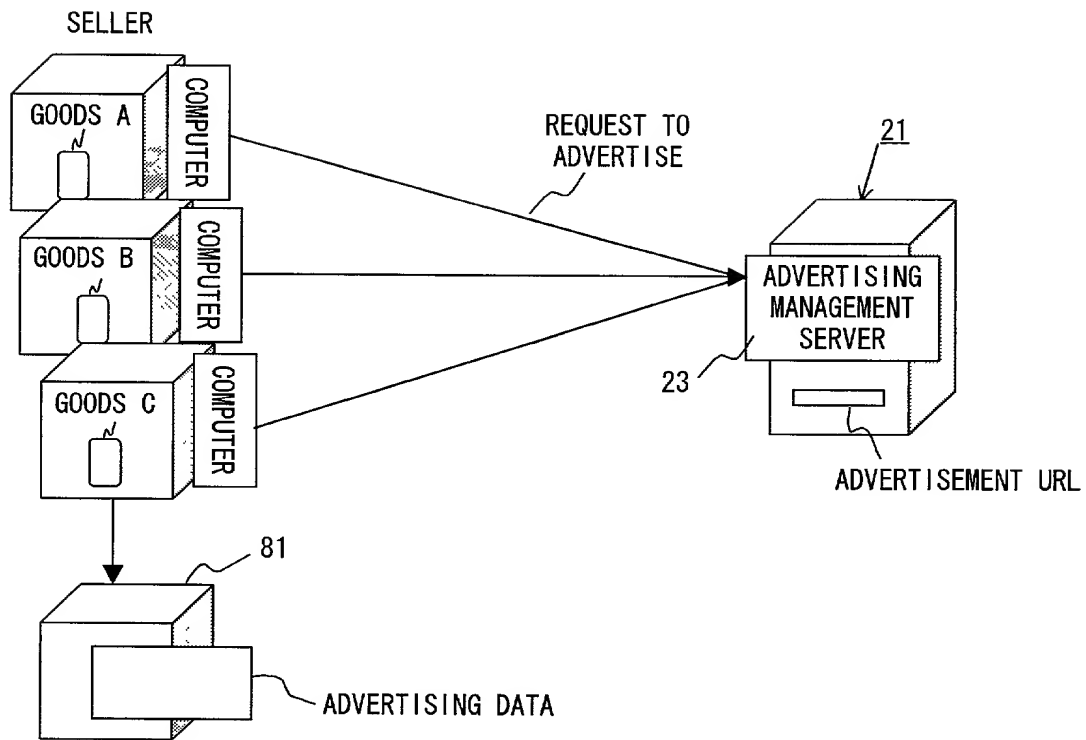 SELLER
GOODS A
COMPUTER
REQUEST TO
ADVERTISE
21
GOODS B
COMPUTER
ADVERTISING
MANAGEMENT
SERVER
23
GOODS C
COMPUTER
ADVERTISEMENT URL
81
ADVERTISING DATA